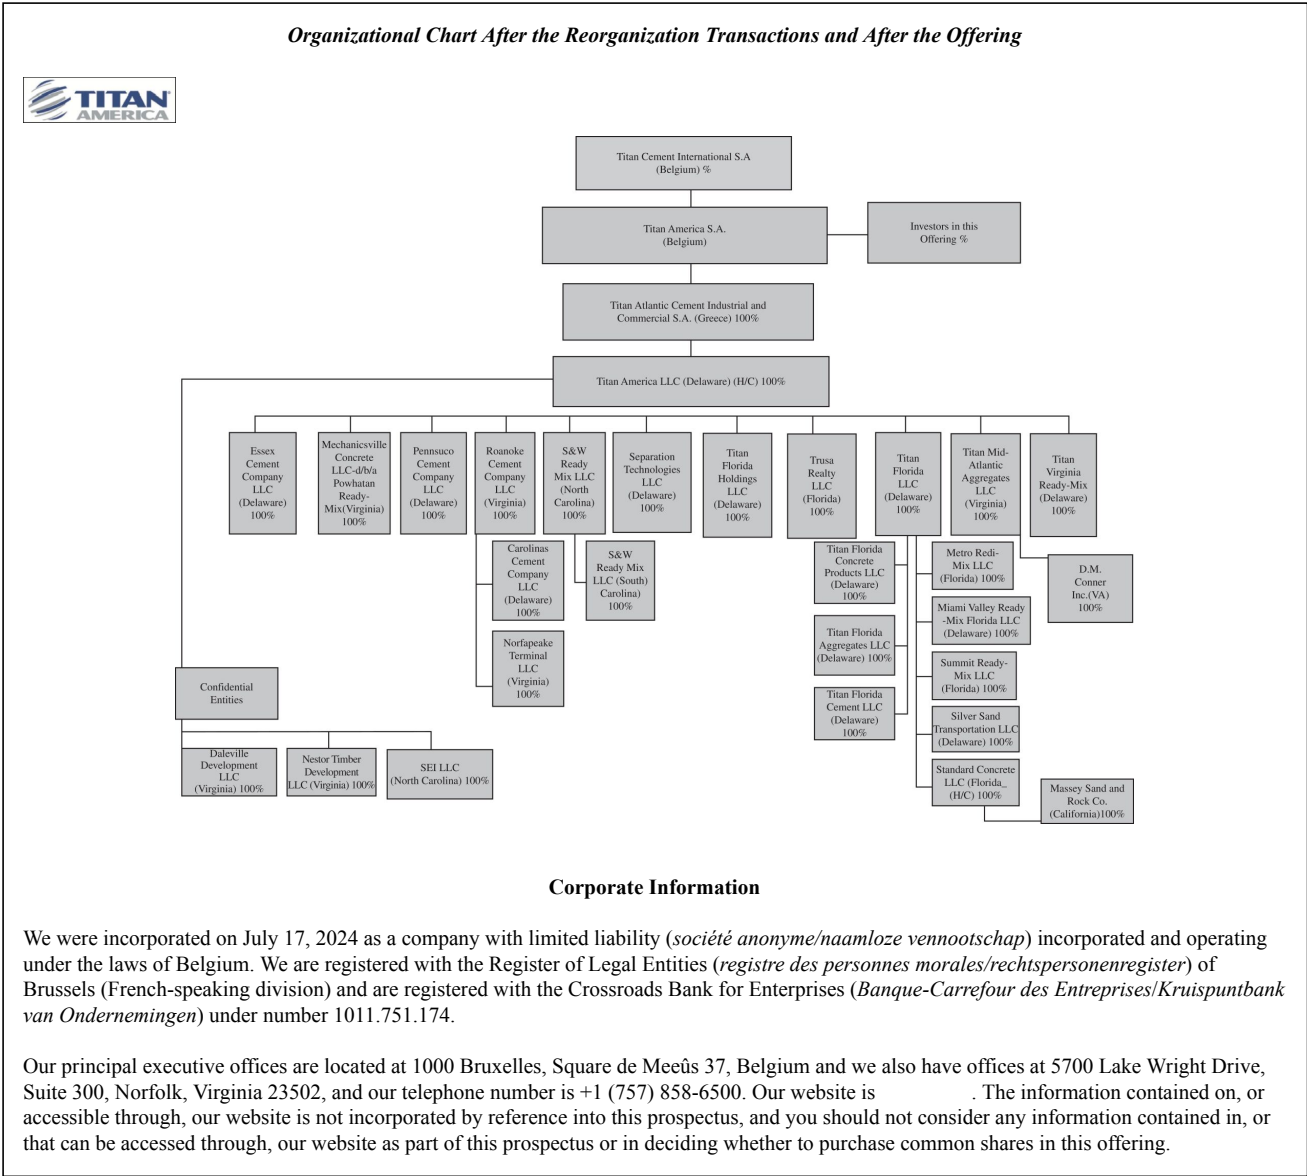 Organizational Chart After the Reorganization Transactions and After the Offering
TITAN
AMERICA
Titan Cement International S.A
(Belgium) %
Titan America S.A.
(Belgium)
Investors in this
Offering %
Titan Atlantic Cement Industrial and
Commercial S.A. (Greece) 100%
Titan America LLC (Delaware) (H/C) 100%
Essex
Cement
Company
LLC
(Delaware)
100%
Mechanicsville
Concrete
LLC-d/b/a
Powhatan
Ready-
Mix(Virginia)
100%
Pennsuco
Cement
Company
LLC
(Delaware)
100%
Roanoke
Cement
Company
LLC
(Virginia)
100%
S&W
Ready
Mix LLC
(North
Carolina)
100%
Separation
Technologies
LLC
(Delaware)
100%
Titan
Florida
Holdings
LLC
(Delaware)
100%
Trusa
Realty
LLC
(Florida)
100%
Titan
Florida
LLC
(Delaware)
100%
Titan Mid-
Atlantic
Aggregates
LLC
(Virginia)
100%
Titan
Virginia
Ready-Mix
(Delaware)
100%
Carolinas
Cement
Company
LLC
(Delaware)
100%
S&W
Ready Mix
LLC (South)
Carolina)
100%
Titan Florida
Concrete
Products LLC
(Delaware)
100%
Metro Redi-
Mix LLC
(Florida) 100%
D.M.
Conner
Inc.(VA)
100%
Miami Valley Ready
-Mix Florida LLC
(Delaware) 100%
Titan Florida
Aggregates LLC
(Delaware) 100%
Norfapeake
Terminal
LLC
(Virginia)
100%
Summit Ready-
Mix LLC
(Florida) 100%
Titan Florida
Cement LLC
(Delaware)
100%
Silver Sand
Transportation LLC
(Delaware) 100%
Standard Concrete
LLC (Florida_
(H/C) 100%
Massey Sand and
Rock Co.
(California)100%
Confidential
Entities
Daleville
Development
LLC
(Virginia) 100%
Nestor Timber
Development
LLC (Virginia) 100%
SEI LLC
(North Carolina) 100%
Corporate Information
We were incorporated on July 17, 2024 as a company with limited liability (société anonyme/naamloze vennootschap) incorporated and operating
under the laws of Belgium. We are registered with the Register of Legal Entities (registre des personnes morales/rechtspersonenregister) of
Brussels (French-speaking division) and are registered with the Crossroads Bank for Enterprises (Banque-Carrefour des Entreprises/Kruispuntbank
van Ondernemingen) under number 1011.751.174.
Our principal executive offices are located at 1000 Bruxelles, Square de Meeûs 37, Belgium and we also have offices at 5700 Lake Wright Drive,
Suite 300, Norfolk, Virginia 23502, and our telephone number is +1 (757) 858-6500. Our website is . The information contained on, or
accessible through, our website is not incorporated by reference into this prospectus, and you should not consider any information contained in, or
that can be accessed through, our website as part of this prospectus or in deciding whether to purchase common shares in this offering.